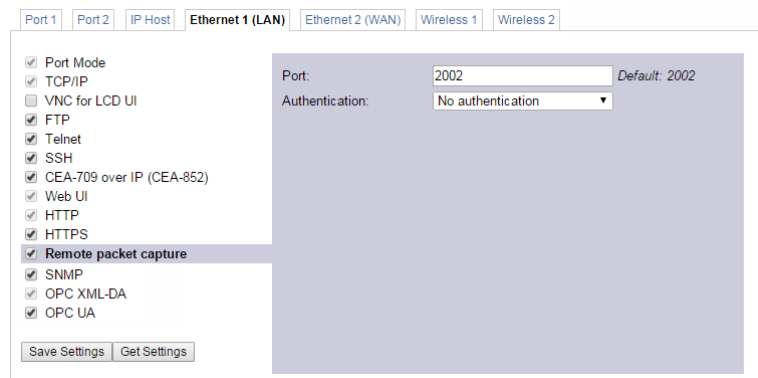 Port 1 Port 2 IP Host Ethernet 1 (LAN) Ethernet 2 (WAN) Wireless 1 Wireless 2
Port Mode
TCP/IP
VNC for LCD UI
FTP
Telnet
SSH
CEA-709 over IP (CEA-852)
Web UI
HTTP
HTTPS
Remote packet capture
SNMP
OPC XML-DA
OPC UA
Port: 2002 Default: 2002
Authentication: No authentication
Save Settings Get Settings